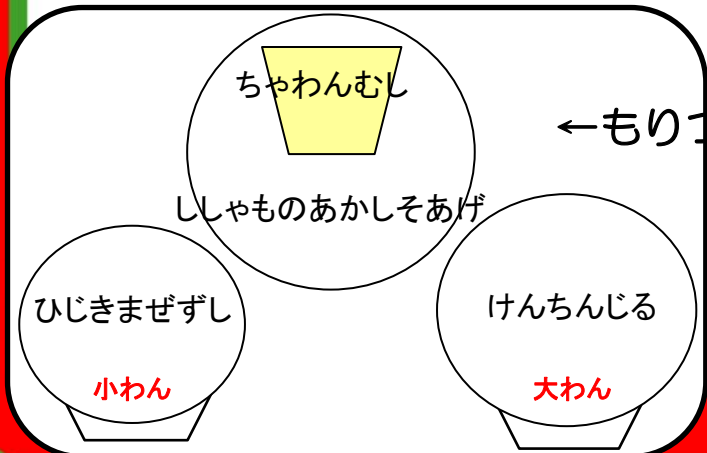 ちゃわんむし
←もりつ
ししゃものあかしそあげ
ひじきまぜずし
けんちんじる
小わん
大わん